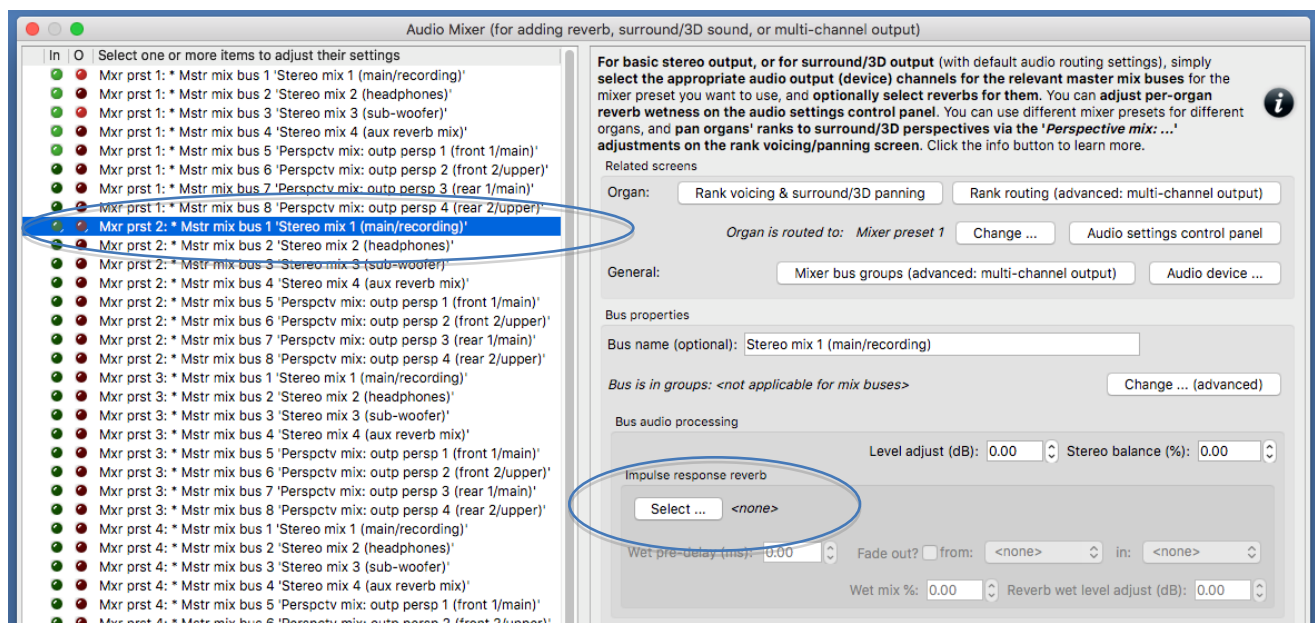 Audio Mixer (for adding reverb, surround/3D sound, or multi-channel output)
In O Select one or more items to adjust their settings
Mxr prst 1: * Mstr mix bus 1 'Stereo mix 1 (main/recording)'
Mxr prst 1: * Mstr mix bus 2 'Stereo mix 2 (headphones)'
Mxr prst 1: * Mstr mix bus 3 'Stereo mix 3 (sub-woofer)'
Mxr prst 1: * Mstr mix bus 4 'Stereo mix 4 (aux reverb mix)'
Mxr prst 1: * Mstr mix bus 5 'Perspctv mix: outp persp 1 (front 1/main)'
Mxr prst 1: * Mstr mix bus 6 'Perspctv mix: outp persp 2 (front 2/upper)'
Mxr prst 1: * Mstr mix bus 7 'Perspctv mix: outp persp 3 (rear 1/main)'
Mxr prst 1: * Mstr mix bus 8 'Perspctv mix: outp persp 4 (rear 2/upper)'
Mxr prst 2: * Mstr mix bus 1 'Stereo mix 1 (main/recording)'
Mxr prst 2: * Mstr mix bus 2 'Stereo mix 2 (headphones)'
Mxr prst 2: * Mstr mix bus 3 'Stereo mix 3 (sub-woofer)'
Mxr prst 2: * Mstr mix bus 4 'Stereo mix 4 (aux reverb mix)'
Mxr prst 2: * Mstr mix bus 5 'Perspctv mix: outp persp 1 (front 1/main)'
Mxr prst 2: * Mstr mix bus 6 'Perspctv mix: outp persp 2 (front 2/upper)'
Mxr prst 2: * Mstr mix bus 7 'Perspctv mix: outp persp 3 (rear 1/main)'
Mxr prst 2: * Mstr mix bus 8 'Perspctv mix: outp persp 4 (rear 2/upper)'
Mxr prst 3: * Mstr mix bus 1 'Stereo mix 1 (main/recording)'
Mxr prst 3: * Mstr mix bus 2 'Stereo mix 2 (headphones)'
Mxr prst 3: * Mstr mix bus 3 'Stereo mix 3 (sub-woofer)'
Mxr prst 3: * Mstr mix bus 4 'Stereo mix 4 (aux reverb mix)'
Mxr prst 3: * Mstr mix bus 5 'Perspctv mix: outp persp 1 (front 1/main)'
Mxr prst 3: * Mstr mix bus 6 'Perspctv mix: outp persp 2 (front 2/upper)'
Mxr prst 3: * Mstr mix bus 7 'Perspctv mix: outp persp 3 (rear 1/main)'
Mxr prst 3: * Mstr mix bus 8 'Perspctv mix: outp persp 4 (rear 2/upper)'
Mxr prst 4: * Mstr mix bus 1 'Stereo mix 1 (main/recording)'
Mxr prst 4: * Mstr mix bus 2 'Stereo mix 2 (headphones)'
Mxr prst 4: * Mstr mix bus 3 'Stereo mix 3 (sub-woofer)'
Mxr prst 4: * Mstr mix bus 4 'Stereo mix 4 (aux reverb mix)'
Mxr prst 4: * Mstr mix bus 5 'Perspctv mix: outp persp 1 (front 1/main)'
Mxr prst 4: * Mstr mix bus 6 'Perspctv mix: outp persp 2 (front 2/upper)'
For basic stereo output, or for surround/3D output (with default audio routing settings), simply
select the appropriate audio output (device) channels for the relevant master mix buses for the
mixer preset you want to use, and optionally select reverbs for them. You can adjust per-organ
reverb wetness on the audio settings control panel. You can use different mixer presets for different
organs, and pan organs' ranks to surround/3D perspectives via the 'Perspective mix: ...'
adjustments on the rank voicing/panning screen. Click the info button to learn more.
i
Related screens
Organ: Rank voicing & surround/3D panning Rank routing (advanced: multi-channel output)
Organ is routed to: Mixer preset 1 Change ... Audio settings control panel
General: Mixer bus groups (advanced: multi-channel output) Audio device ...
Bus properties
Bus name (optional): Stereo mix 1 (main/recording)
Bus is in groups: <not applicable for mix buses> Change ... (advanced)
Bus audio processing
Level adjust (dB): 0.00 Stereo balance (%): 0.00
Impulse response reverb
Select ... <none>
Wet pre-delay (ms): 0.00 Fade out? from: <none> in: <none>
Wet mix %: 0.00 Reverb wet level adjust (dB): 0.00